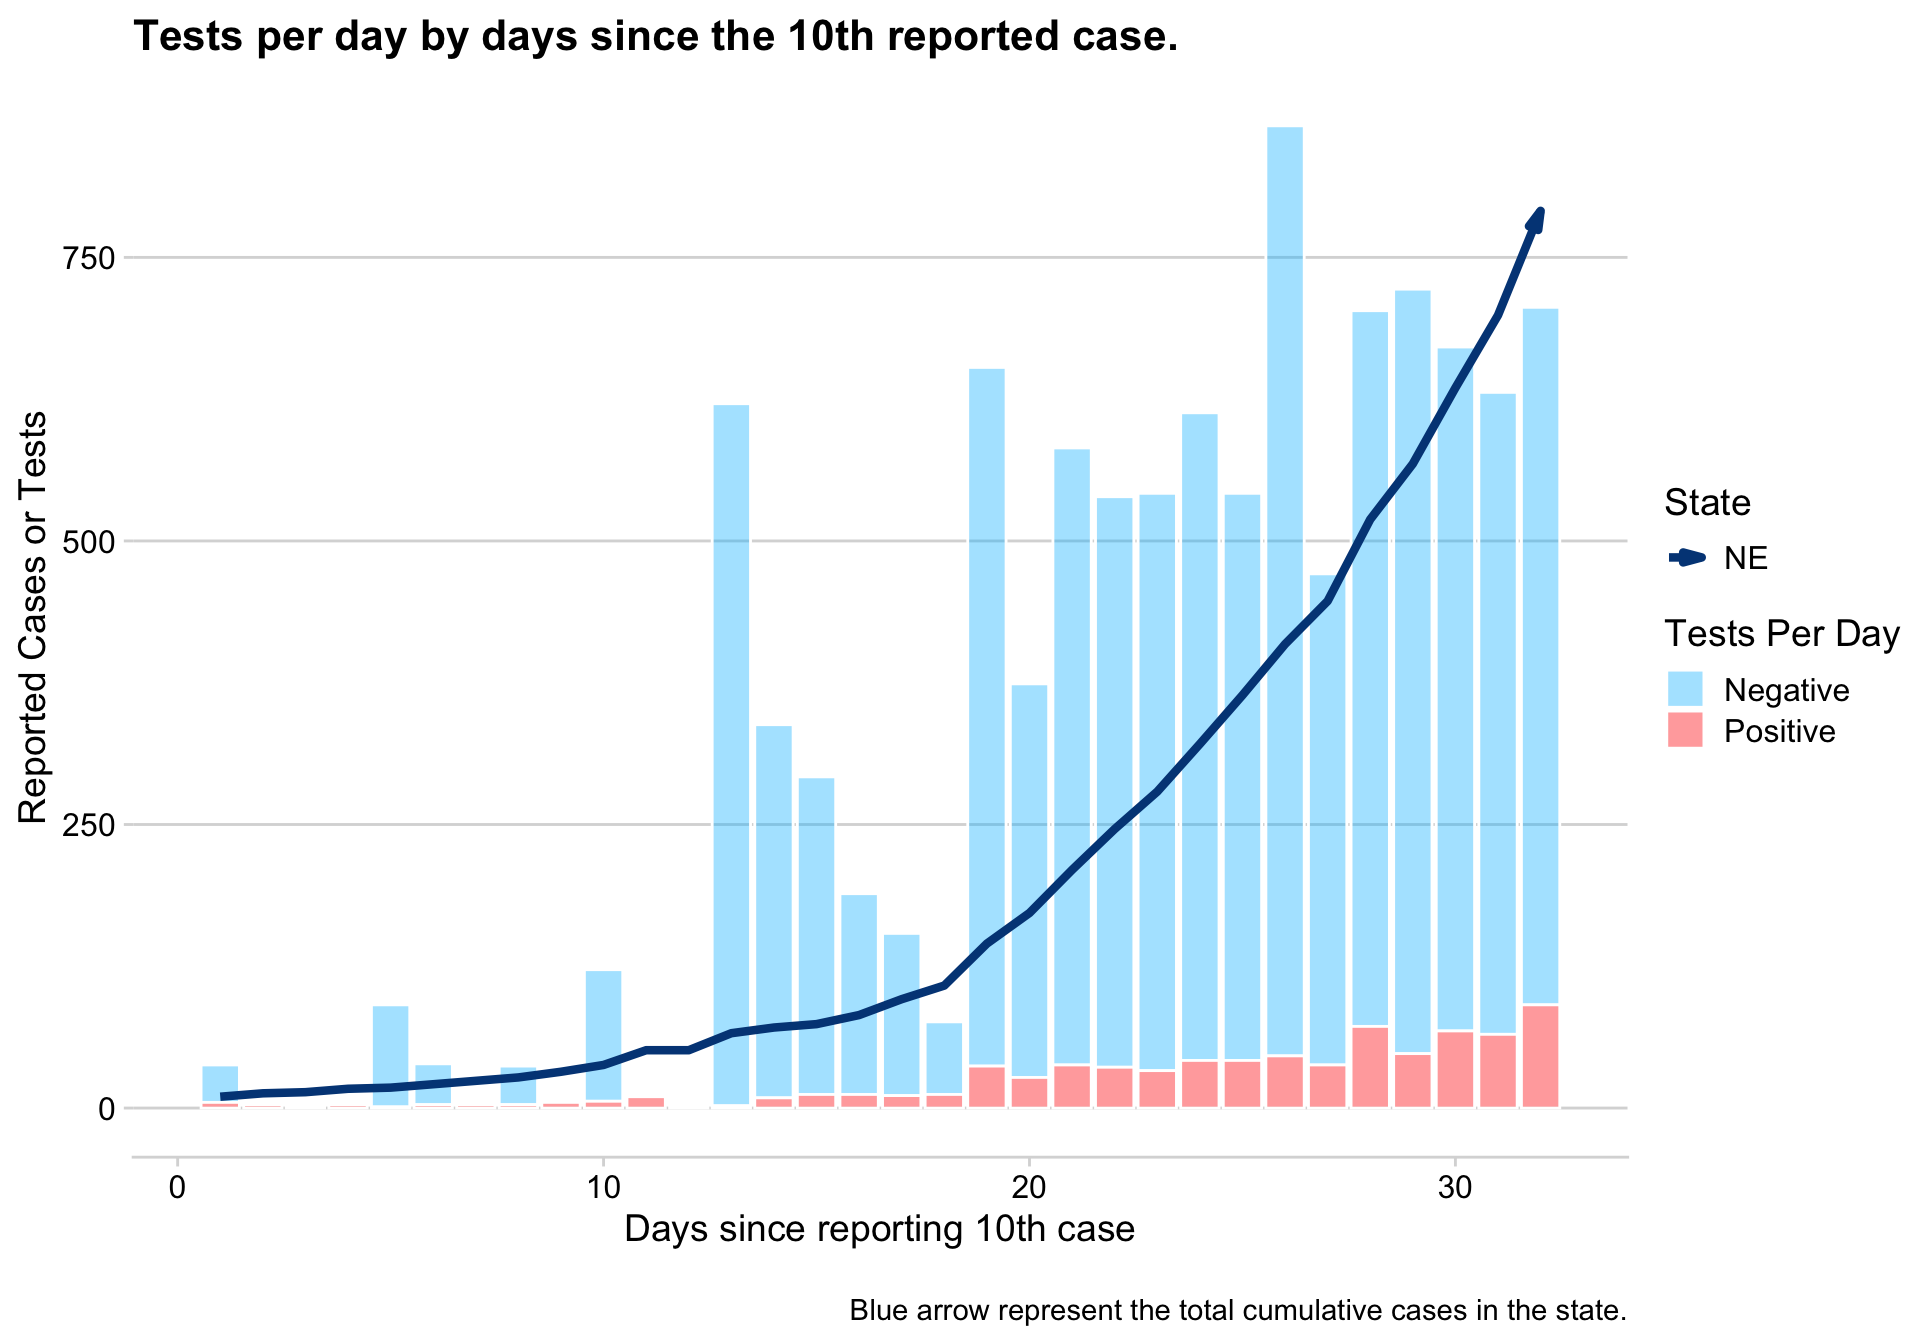 Tests per day by days since the 10th reported case.
Reported Cases or Tests
750
500
250
0
0
10
20
30
Days since reporting 10th case
State
NE
Tests Per Day
Negative
Positive
Blue arrow represent the total cumulative cases in the state.